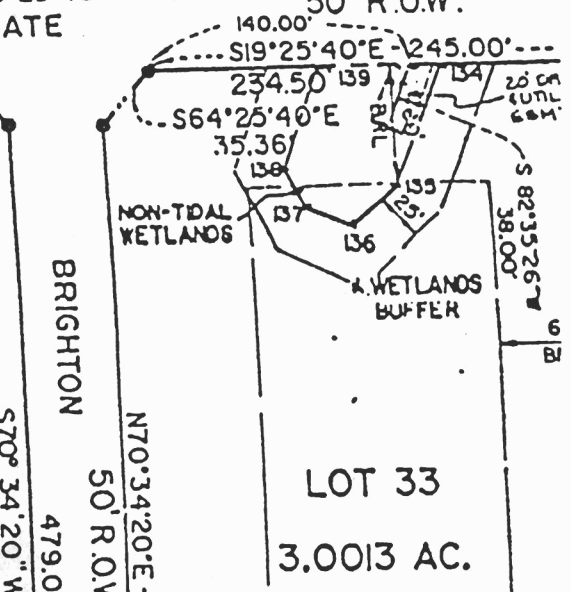 50' R.O.W.
ATE
140.00'
S19°25'40"E - 245.00'
234.50' 139 134
S64°25'40"E
35.36'
138
137
136
135
25'
BRL
20'
& UTIL
ESM'T
S 82°35'26"W
38.00'
NON-TIDAL
WETLANDS
WETLANDS
BUFFER
6
BRIGHTON
50' R.O.W
N70°34'20"E
S70°34'20"W
479.0
LOT 33
3.0013 AC.